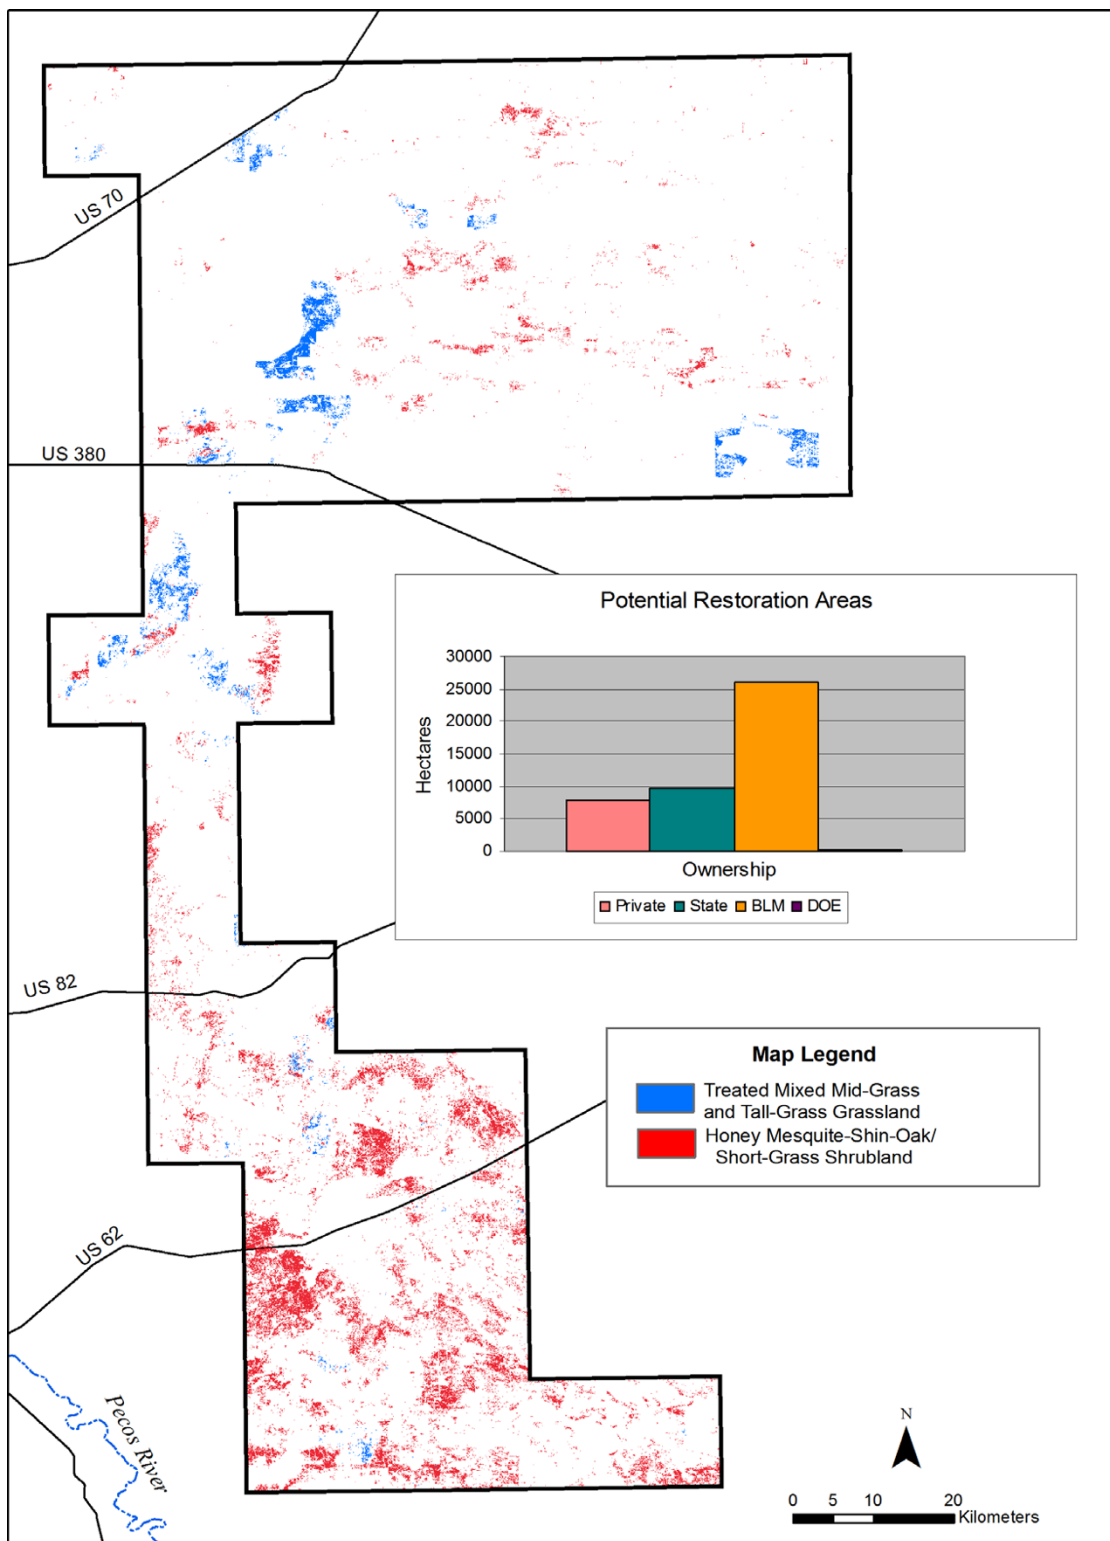 US 70
US 380
Potential Restoration Areas
30000
25000
20000
15000
10000
5000
0
Hectares
Ownership
Private State BLM DOE
US 82
Map Legend
Treated Mixed Mid-Grass
and Tall-Grass Grassland
Honey Mesquite-Shin-Oak/
Short-Grass Shrubland
US 62
Pecos River
N
0 5 10 20
Kilometers